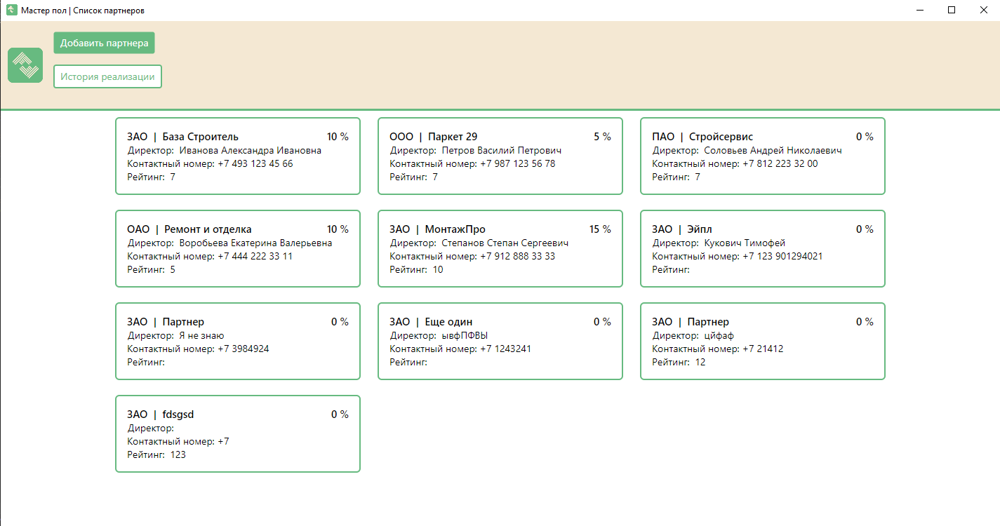 Мастер пол | Список партнеров
Добавить партнера
История реализации
ЗАО | База Строитель 10 %
Директор: Иванова Александра Ивановна
Контактный номер: +7 493 123 45 66
Рейтинг: 7
ООО | Паркет 29 5 %
Директор: Петров Василий Петрович
Контактный номер: +7 987 123 56 78
Рейтинг: 7
ПАО | Стройсервис 0 %
Директор: Соловьев Андрей Николаевич
Контактный номер: +7 812 223 32 00
Рейтинг: 7
ОАО | Ремонт и отделка 10 %
Директор: Воробьева Екатерина Валерьевна
Контактный номер: +7 444 222 33 11
Рейтинг: 5
ЗАО | МонтажПро 15 %
Директор: Степанов Степан Сергеевич
Контактный номер: +7 912 888 33 33
Рейтинг: 10
ЗАО | Эйпл 0 %
Директор: Кукович Тимофей
Контактный номер: +7 123 901294021
Рейтинг:
ЗАО | Партнер 0 %
Директор: Я не знаю
Контактный номер: +7 3984924
Рейтинг:
ЗАО | Еще один 0 %
Директор: ывфПФВЫ
Контактный номер: +7 1243241
Рейтинг:
ЗАО | Партнер 0 %
Директор: цйфаф
Контактный номер: +7 21412
Рейтинг: 12
ЗАО | fdsgsd 0 %
Директор:
Контактный номер: +7
Рейтинг: 123